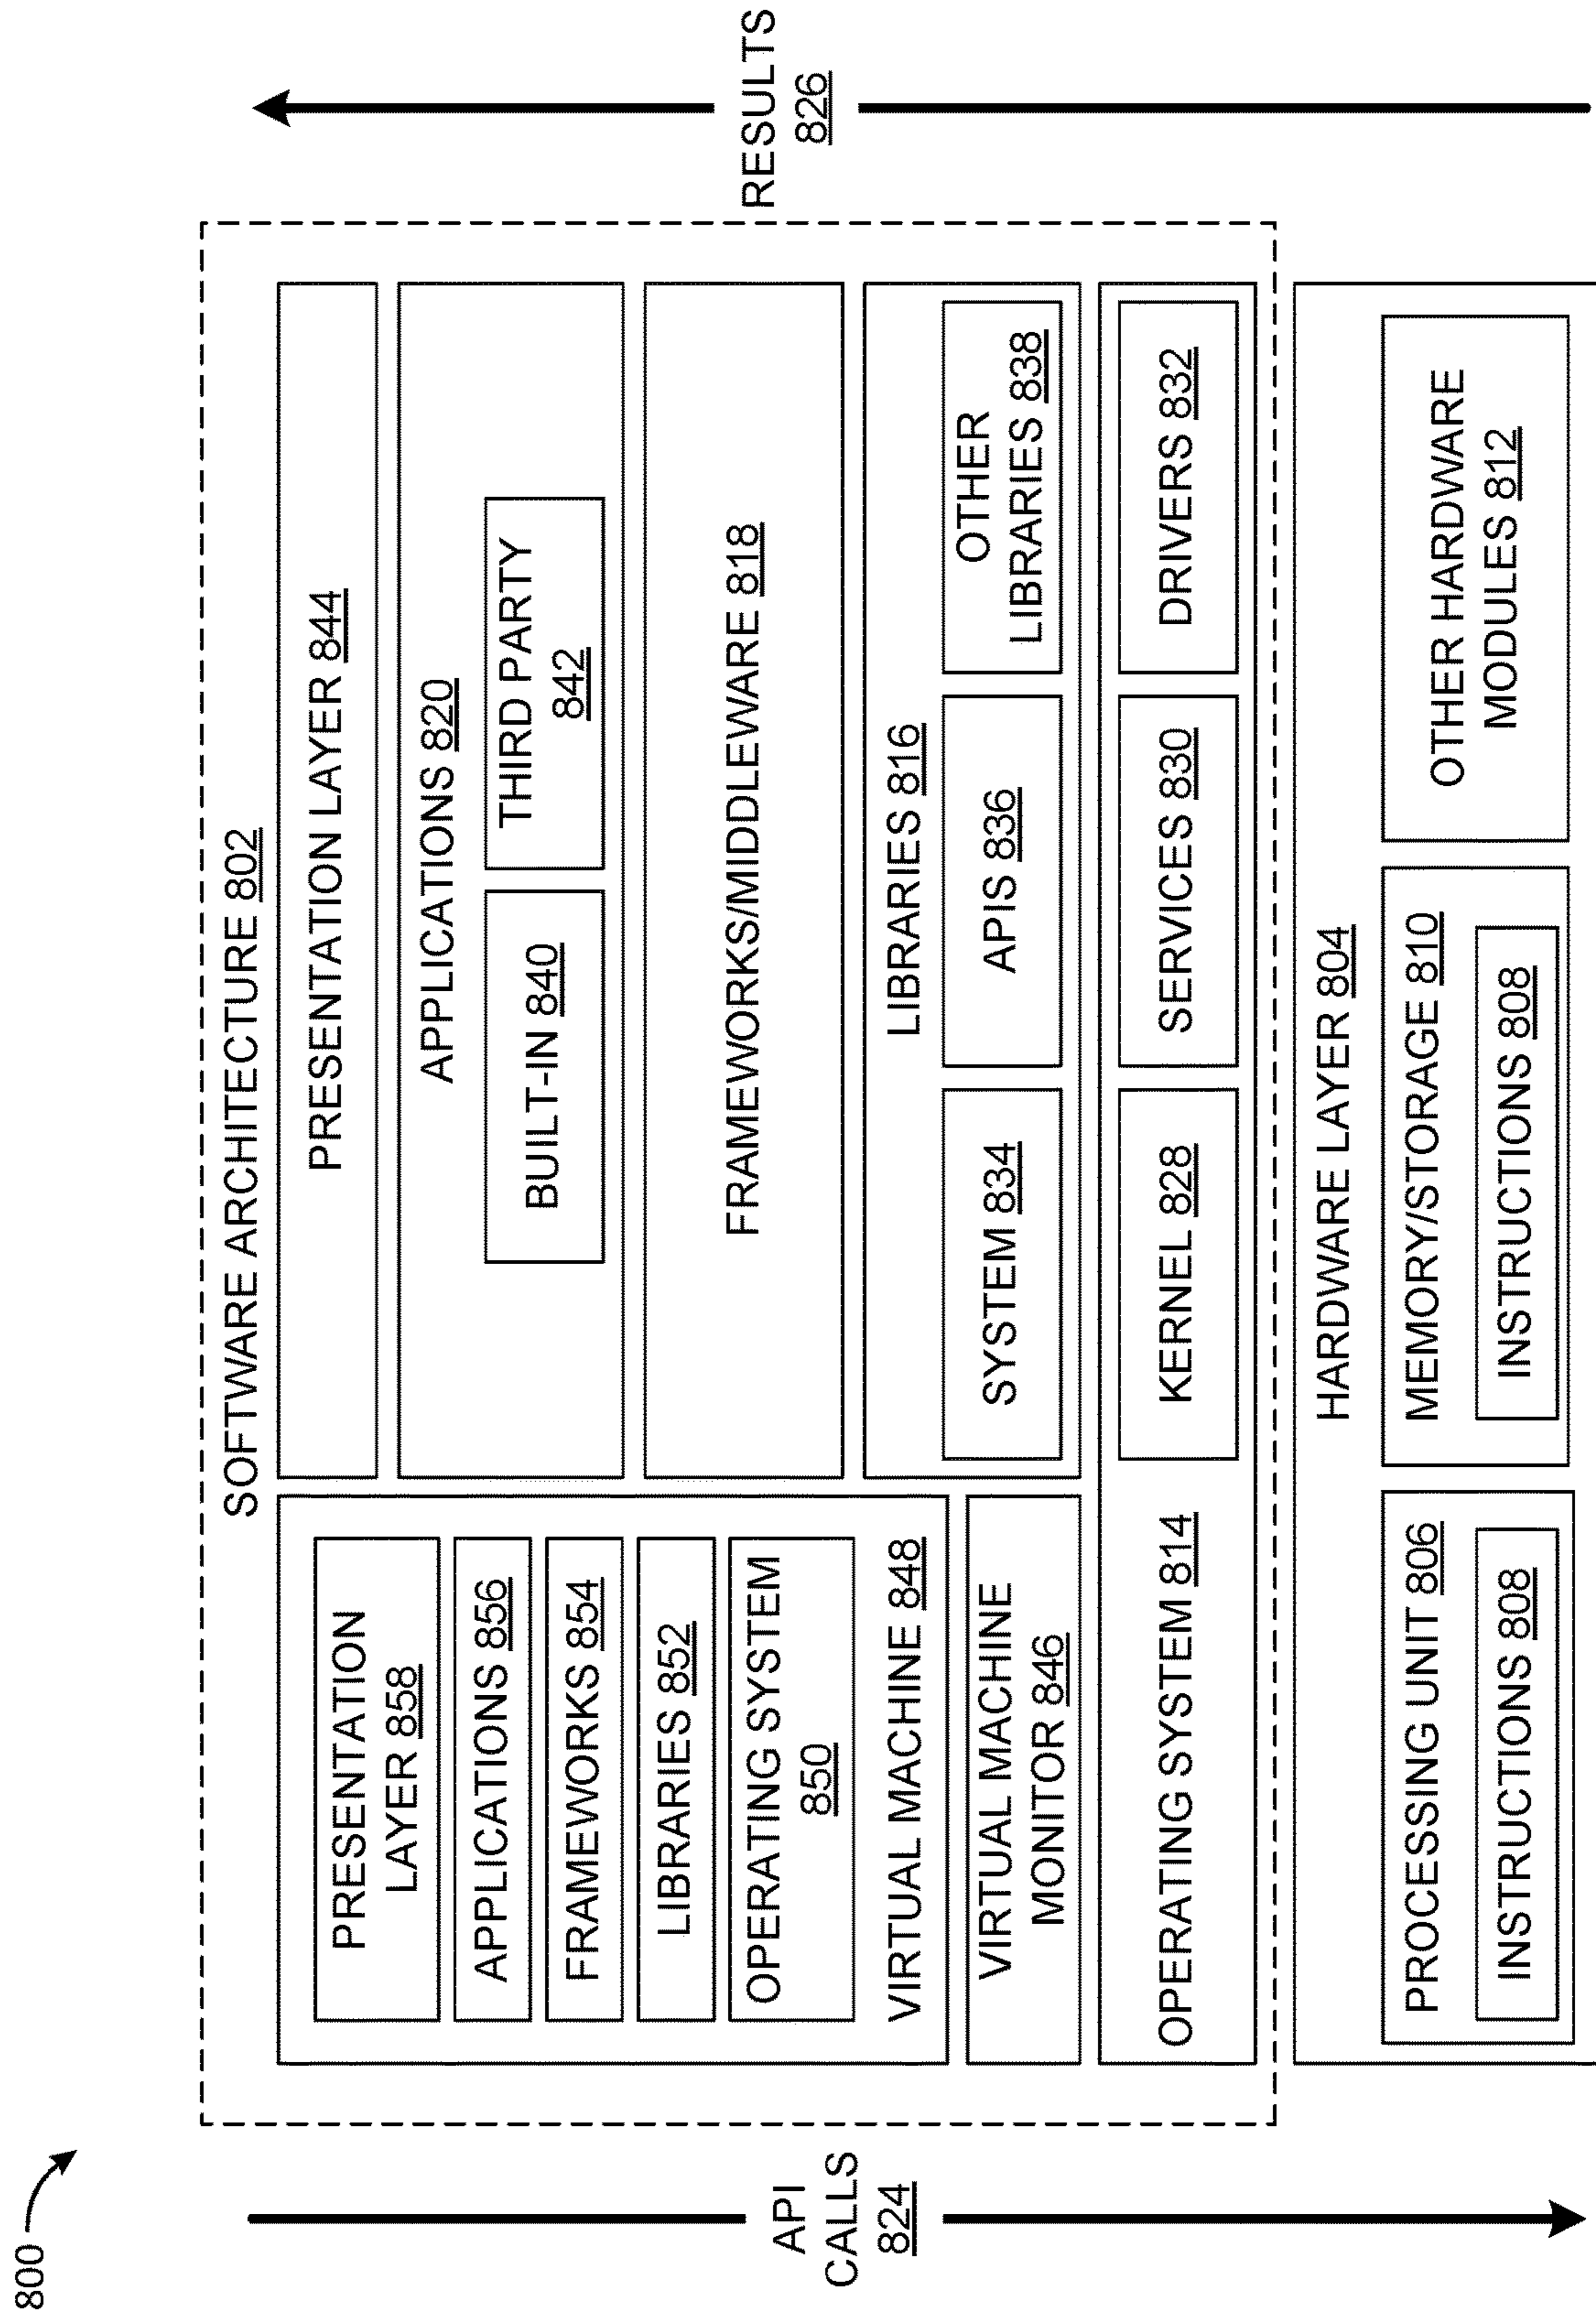 800
SOFTWARE ARCHITECTURE 802
PRESENTATION
LAYER 858
APPLICATIONS 856
FRAMEWORKS 854
LIBRARIES 852
OPERATING SYSTEM
850
VIRTUAL MACHINE 848
VIRTUAL MACHINE
MONITOR 846
PRESENTATION LAYER 844
APPLICATIONS 820
BUILT-IN 840
THIRD PARTY
842
FRAMEWORKS/MIDDLEWARE 818
LIBRARIES 816
SYSTEM 834
APIS 836
OTHER
LIBRARIES 838
OPERATING SYSTEM 814
KERNEL 828
SERVICES 830
DRIVERS 832
HARDWARE LAYER 804
PROCESSING UNIT 806
INSTRUCTIONS 808
MEMORY/STORAGE 810
INSTRUCTIONS 808
OTHER HARDWARE
MODULES 812
API
CALLS
824
RESULTS
826